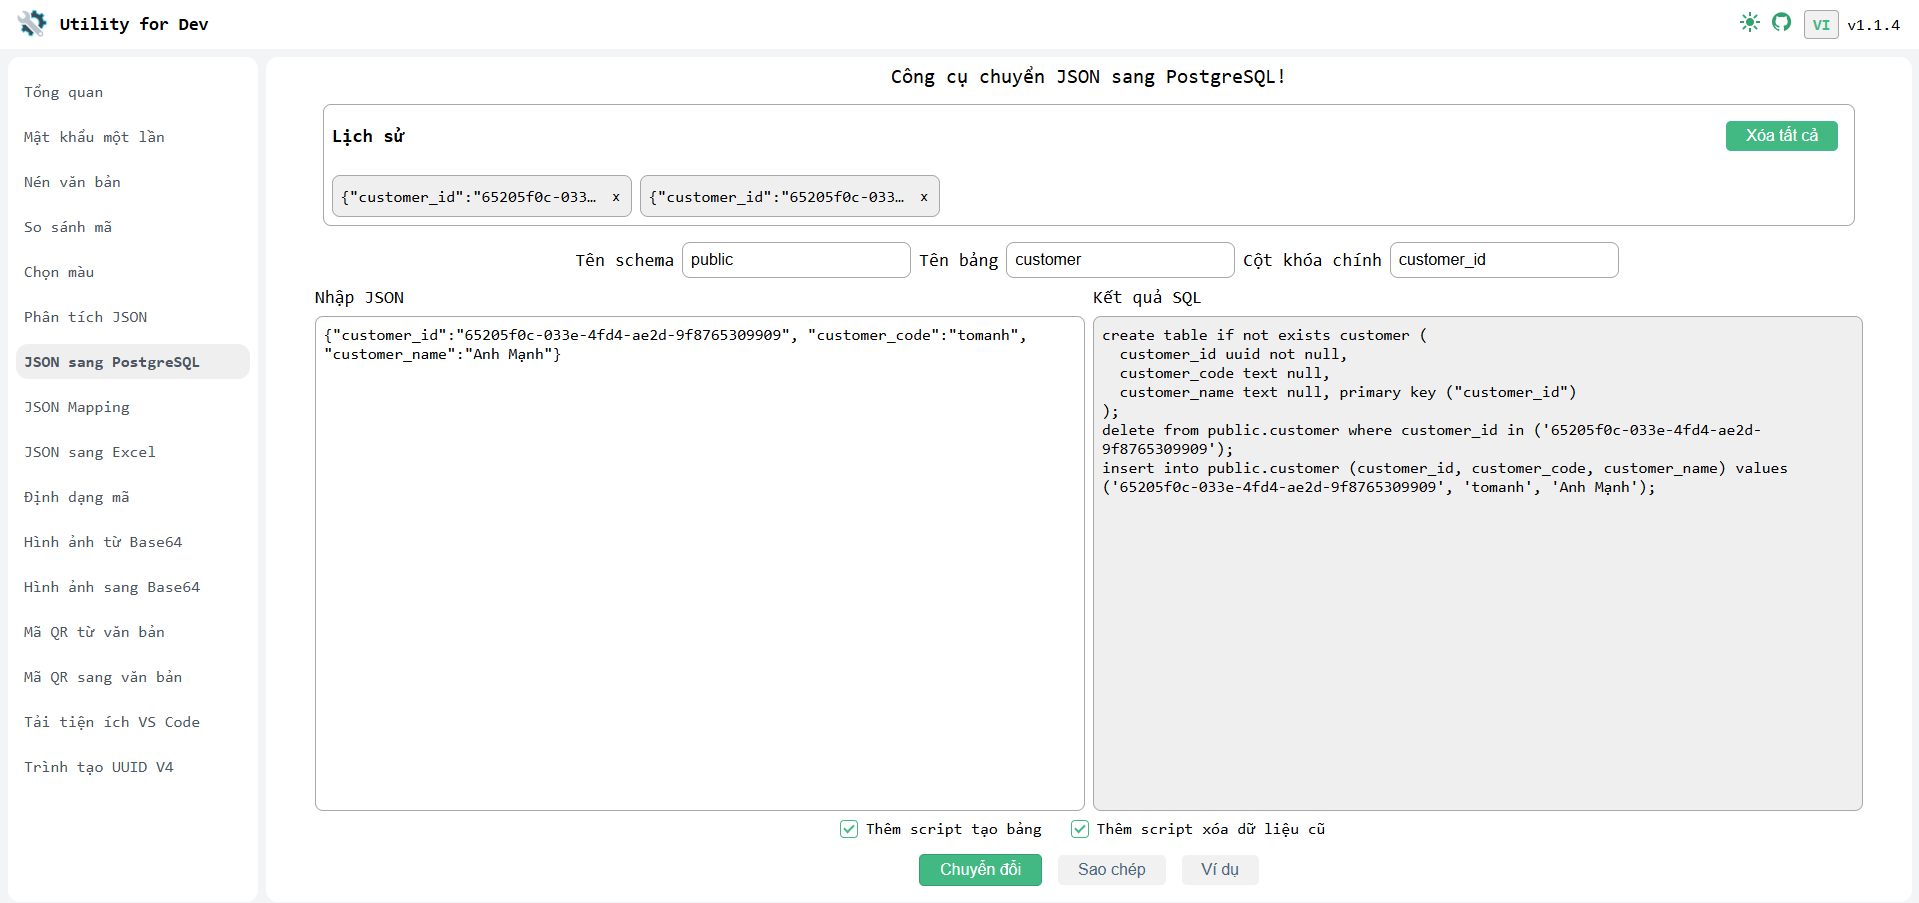 Utility for Dev
VI
v1.1.4
Tổng quan
Mật khẩu một lần
Nén văn bản
So sánh mã
Chọn màu
Phân tích JSON
JSON sang PostgreSQL
JSON Mapping
JSON sang Excel
Định dạng mã
Hình ảnh từ Base64
Hình ảnh sang Base64
Mã QR từ văn bản
Mã QR sang văn bản
Tải tiện ích VS Code
Trình tạo UUID V4
Công cụ chuyển JSON sang PostgreSQL!
Lịch sử
Xóa tất cả
{"customer_id":"65205f0c-033… x
{"customer_id":"65205f0c-033… x
Tên schema public Tên bảng customer Cột khóa chính customer_id
Nhập JSON
{"customer_id":"65205f0c-033e-4fd4-ae2d-9f8765309909", "customer_code":"tomanh",
"customer_name":"Anh Mạnh"}
Kết quả SQL
create table if not exists customer (
  customer_id uuid not null,
  customer_code text null,
  customer_name text null, primary key ("customer_id")
);
delete from public.customer where customer_id in ('65205f0c-033e-4fd4-ae2d-
9f8765309909');
insert into public.customer (customer_id, customer_code, customer_name) values
('65205f0c-033e-4fd4-ae2d-9f8765309909', 'tomanh', 'Anh Mạnh');
Thêm script tạo bảng
Thêm script xóa dữ liệu cũ
Chuyển đổi
Sao chép
Ví dụ